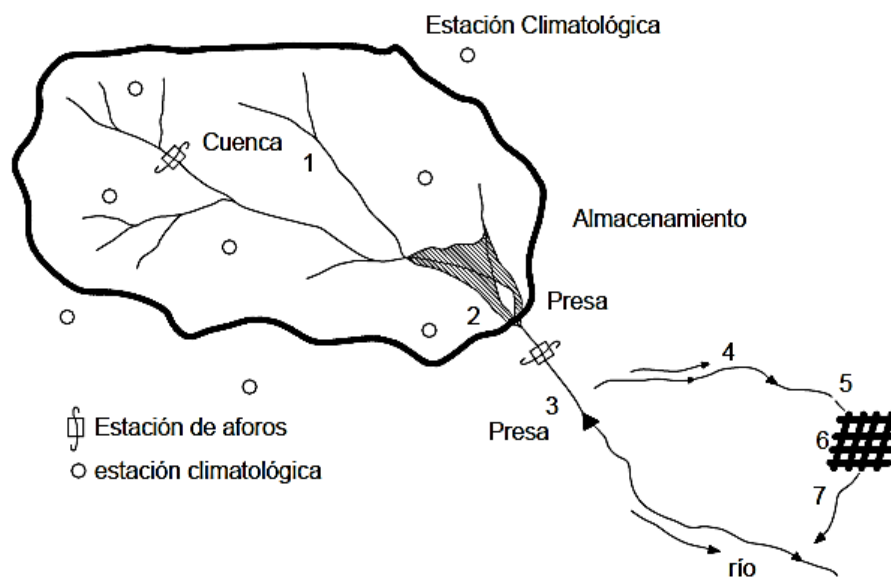 Estación Climatológica
Cuenca
1
Almacenamiento
2
Presa
4
5
3
Estación de aforos
Presa
6
estación climatológica
7
río